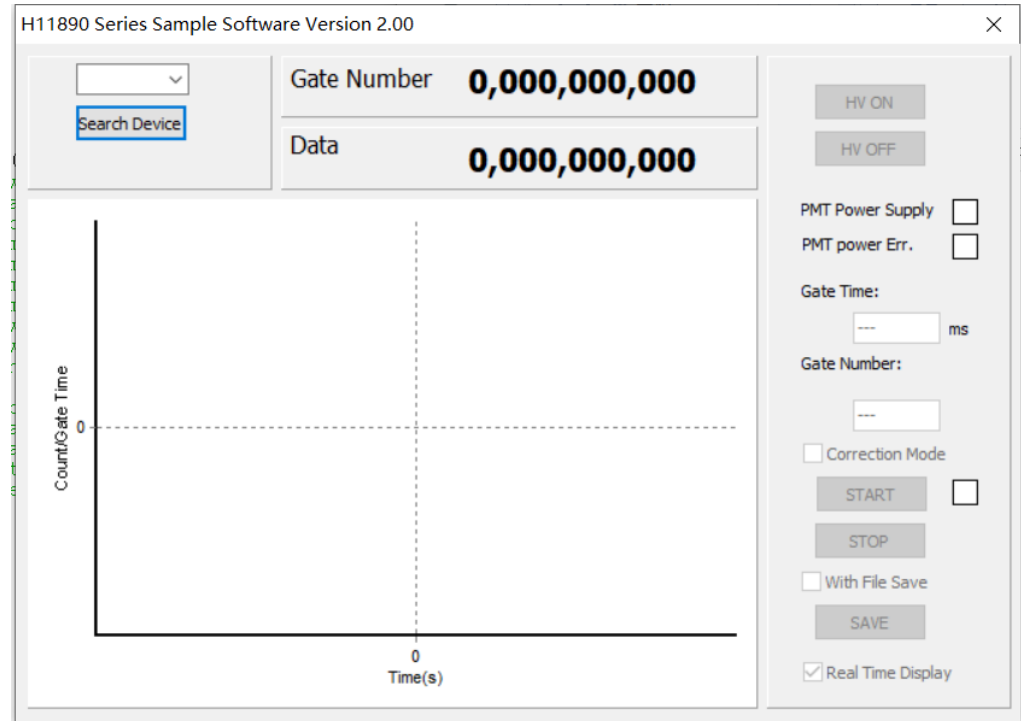 H11890 Series Sample Software Version 2.00
Search Device
Gate Number 0,000,000,000
Data 0,000,000,000
HV ON
HV OFF
PMT Power Supply
PMT power Err.
Gate Time:
--- ms
Gate Number:
---
Correction Mode
START
STOP
With File Save
SAVE
Real Time Display
Count/Gate Time
0
0
Time(s)